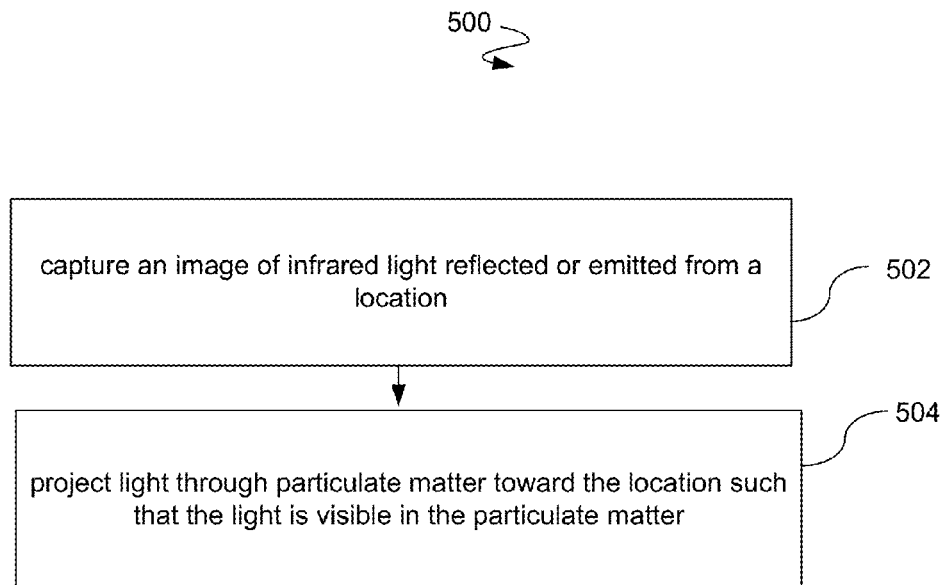 500
capture an image of infrared light reflected or emitted from a
location
502
504
project light through particulate matter toward the location such
that the light is visible in the particulate matter